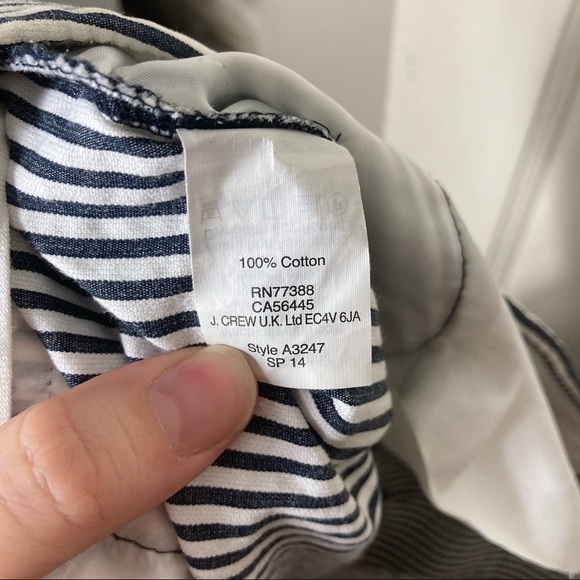 100% Cotton
RN77388
CA56445
J. CREW U.K. Ltd EC4V 6JA
Style A3247
SP 14